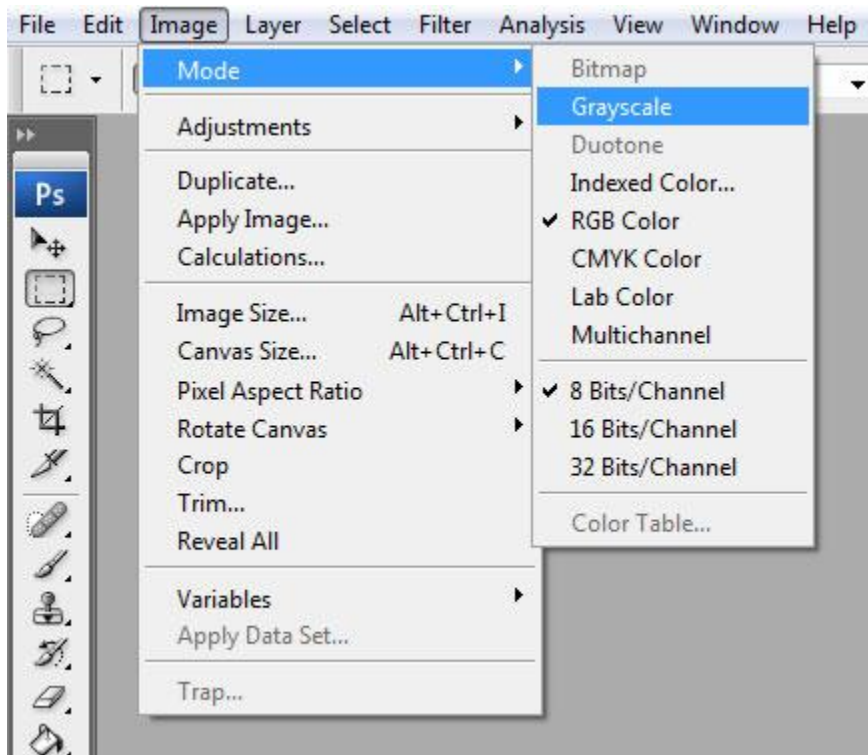 File Edit Image Layer Select Filter Analysis View Window Help
Ps
Mode
Adjustments
Duplicate...
Apply Image...
Calculations...
Image Size... Alt+Ctrl+I
Canvas Size... Alt+Ctrl+C
Pixel Aspect Ratio
Rotate Canvas
Crop
Trim...
Reveal All
Variables
Apply Data Set...
Trap...
Bitmap
Grayscale
Duotone
Indexed Color...
RGB Color
CMYK Color
Lab Color
Multichannel
8 Bits/Channel
16 Bits/Channel
32 Bits/Channel
Color Table...